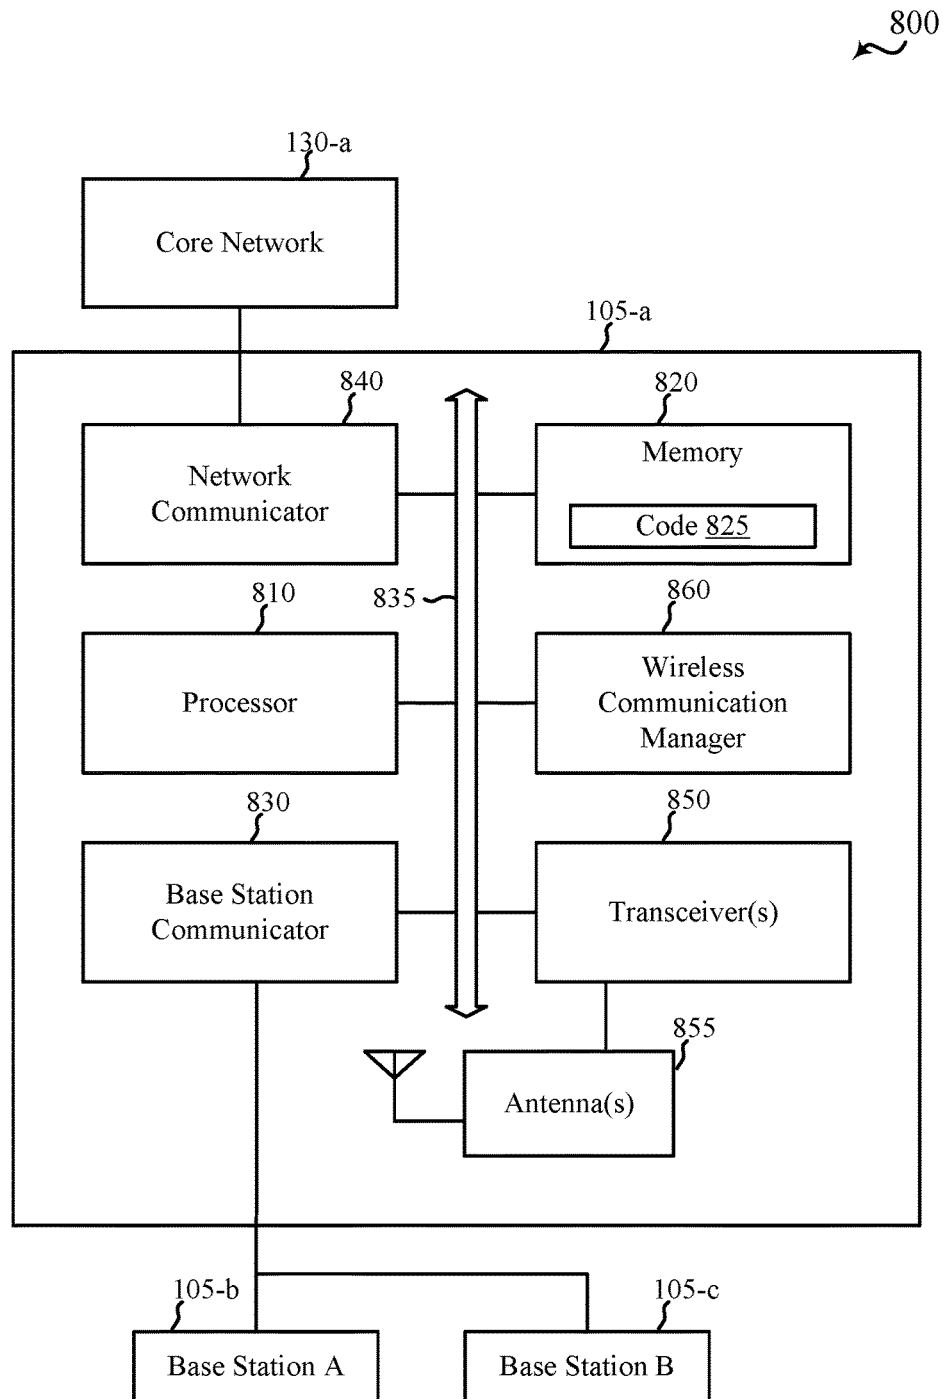 800
130-a
Core Network
105-a
840
820
Network
Communicator
Memory
Code 825
810
835
860
Processor
Wireless
Communication
Manager
830
850
Base Station
Communicator
Transceiver(s)
855
Antenna(s)
105-b
105-c
Base Station A
Base Station B